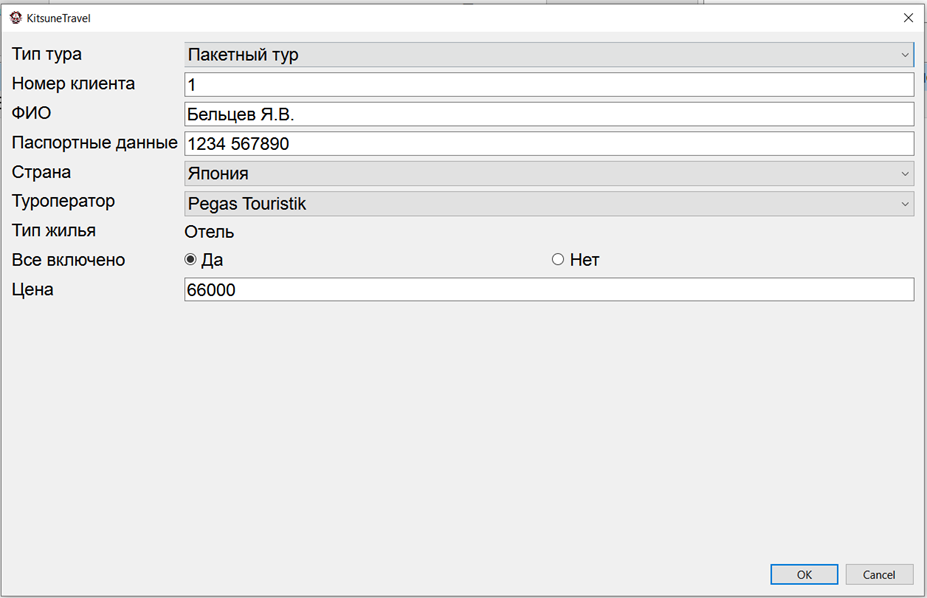 KitsuneTravel
Тип тура Пакетный тур
Номер клиента 1
ФИО Бельцев Я.В.
Паспортные данные 1234 567890
Страна Япония
Туроператор Pegas Touristik
Тип жилья Отель
Все включено Да Нет
Цена 66000
OK Cancel